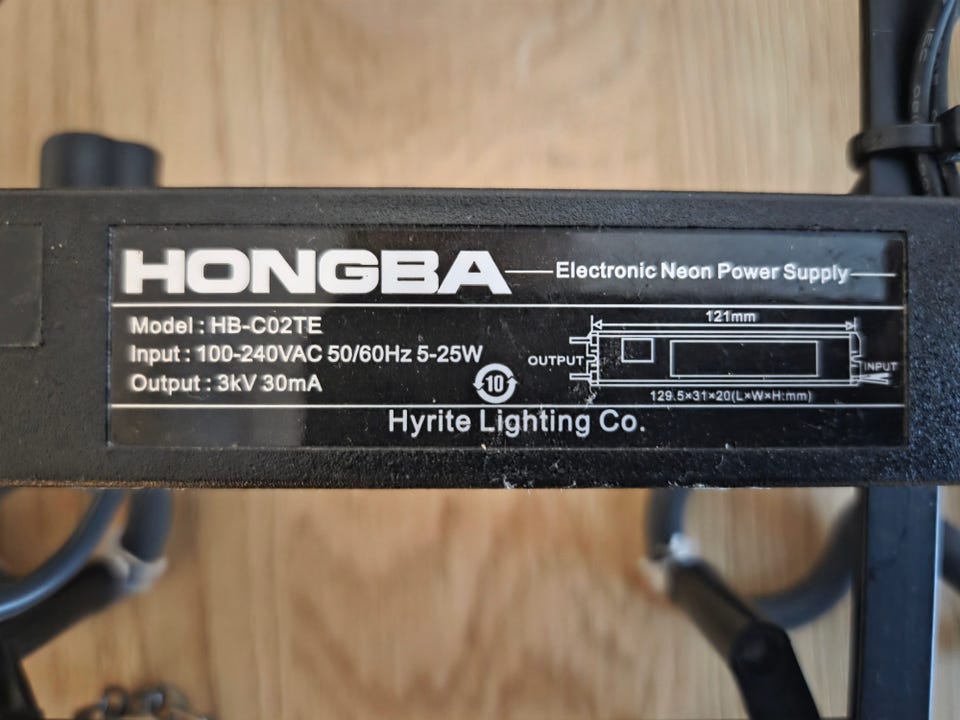 HONGBA
Electronic Neon Power Supply
Model : HB-C02TE
Input : 100-240VAC 50/60Hz 5-25W
Output : 3kV 30mA
10
121mm
OUTPUT
INPUT
129.5×31×20(L×W×H:mm)
Hyrite Lighting Co.